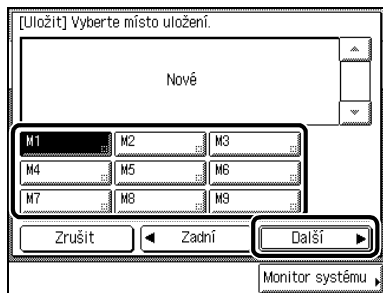 [Uložit] Vyberte místo uložení.
Nové
M1 M2 M3
M4 M5 M6
M7 M8 M9
Zrušit Zadní Další
Monitor systému